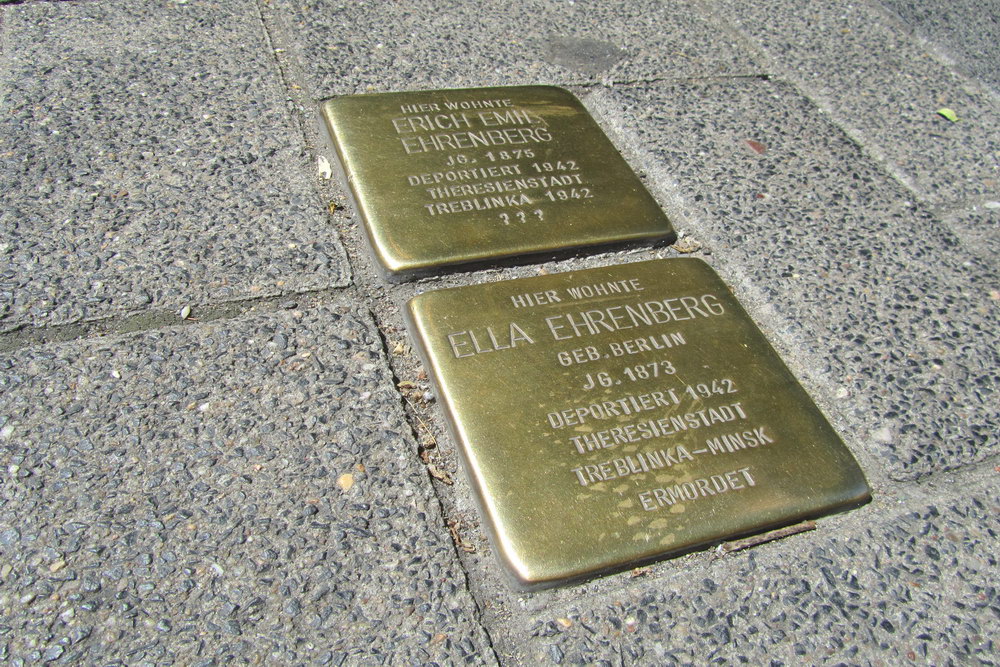 HIER WOHNTE
ERICH EMIL
EHRENBERG
JG. 1875
DEPORTIERT 1942
THERESIENSTADT
TREBLINKA 1942
???
HIER WOHNTE
ELLA EHRENBERG
GEB. BERLIN
JG. 1873
DEPORTIERT 1942
THERESIENSTADT
TREBLINKA-MINSK
ERMORDET